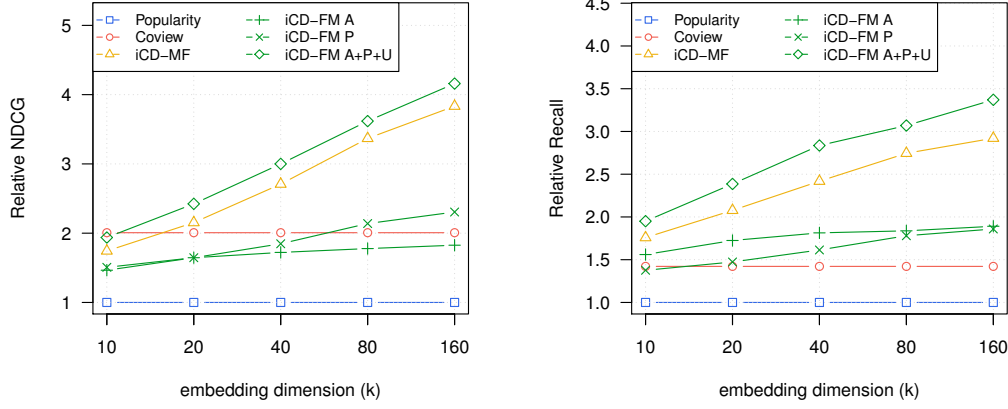 Popularity
Coview
iCD−MF
iCD−FM A
iCD−FM P
iCD−FM A+P+U
Relative NDCG
5
4
3
2
1
10 20 40 80 160
embedding dimension (k)
Popularity
Coview
iCD−MF
iCD−FM A
iCD−FM P
iCD−FM A+P+U
Relative Recall
4.5
4.0
3.5
3.0
2.5
2.0
1.5
1.0
10 20 40 80 160
embedding dimension (k)